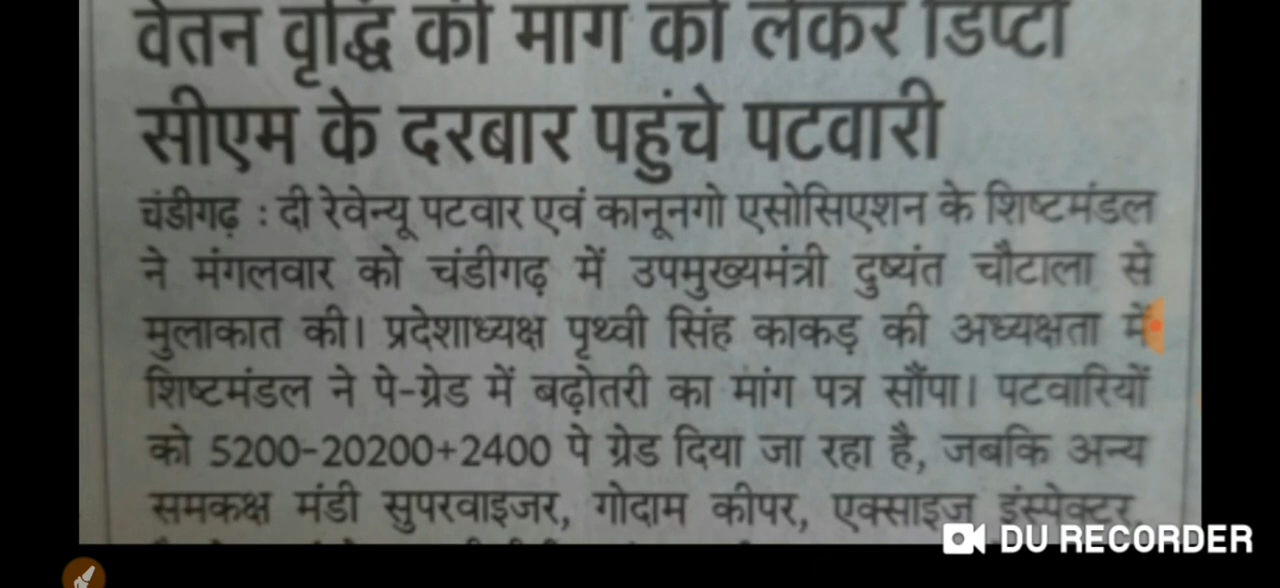 वेतन वृद्धि की मांग को लेकर डिप्टी
सीएम के दरबार पहुंचे पटवारी
चंडीगढ़ : दी रेवेन्यू पटवार एवं कानूनगो एसोसिएशन के शिष्टमंडल
ने मंगलवार को चंडीगढ़ में उपमुख्यमंत्री दुष्यंत चौटाला से
मुलाकात की। प्रदेशाध्यक्ष पृथ्वी सिंह काकड़ की अध्यक्षता में
शिष्टमंडल ने पे-ग्रेड में बढ़ोतरी का मांग पत्र सौंपा। पटवारियों
को 5200-20200+2400 पे ग्रेड दिया जा रहा है, जबकि अन्य
समकक्ष मंडी सुपरवाइजर, गोदाम कीपर, एक्साइज इंस्पेक्टर,
DU RECORDER